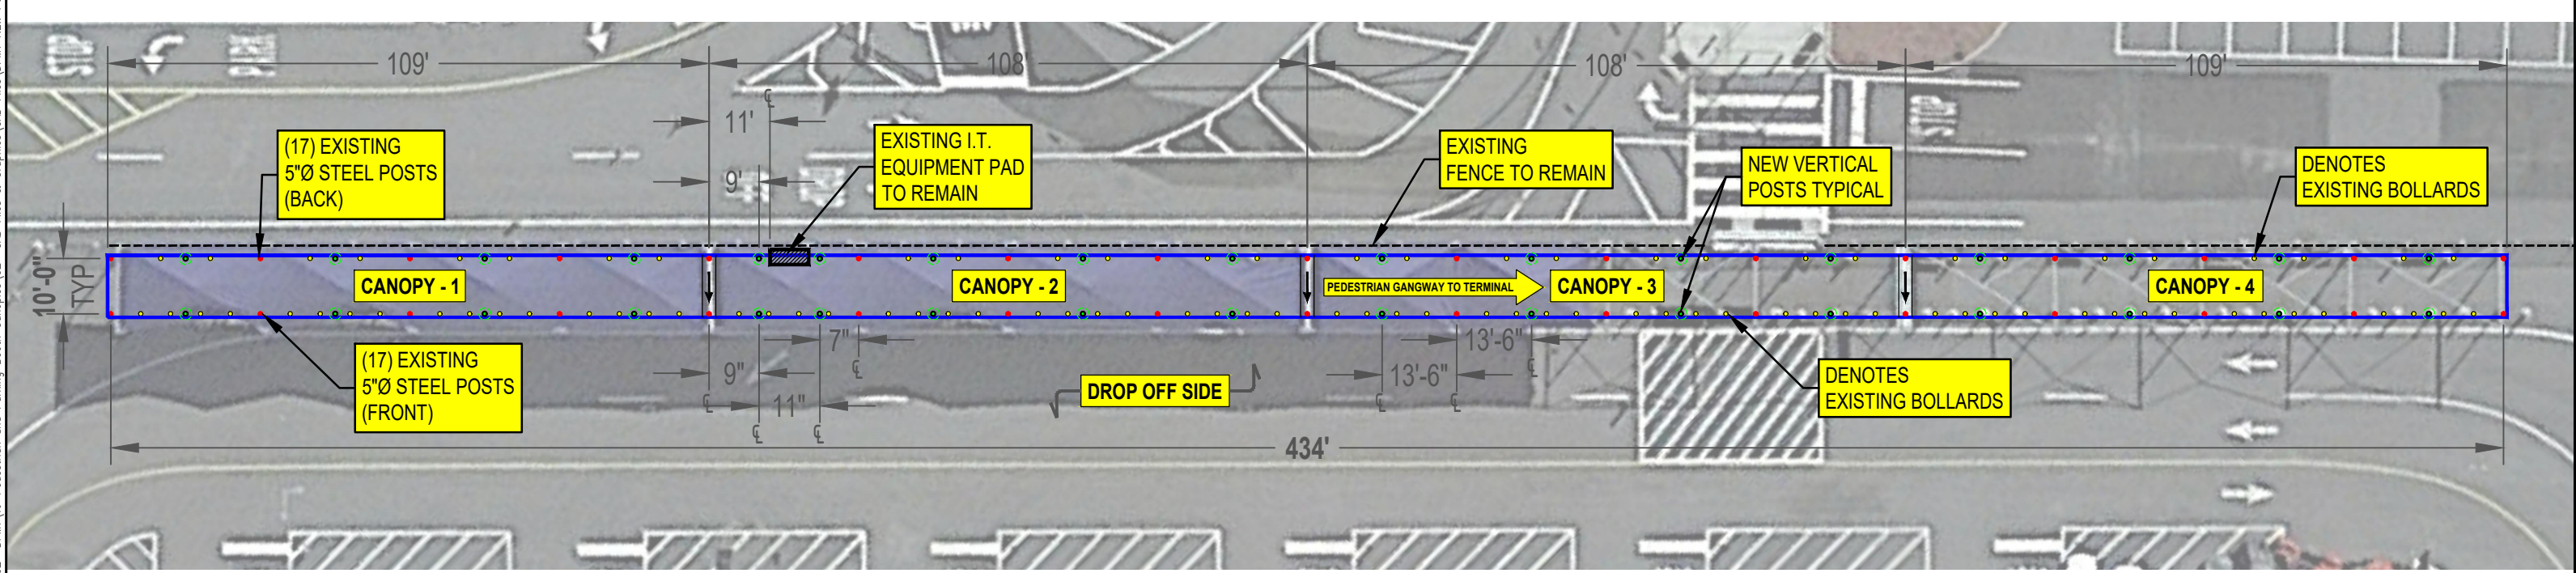 STOP
109'
108'
108'
109'
STOP
11'
9'
(17) EXISTING
5"Ø STEEL POSTS
(BACK)
EXISTING I.T.
EQUIPMENT PAD
TO REMAIN
EXISTING
FENCE TO REMAIN
NEW VERTICAL
POSTS TYPICAL
DENOTES
EXISTING BOLLARDS
10'-0"
TYP
CANOPY - 1
CANOPY - 2
PEDESTRIAN GANGWAY TO TERMINAL
CANOPY - 3
CANOPY - 4
7"
13'-6"
9"
13'-6"
11"
(17) EXISTING
5"Ø STEEL POSTS
(FRONT)
DROP OFF SIDE
DENOTES
EXISTING BOLLARDS
434'